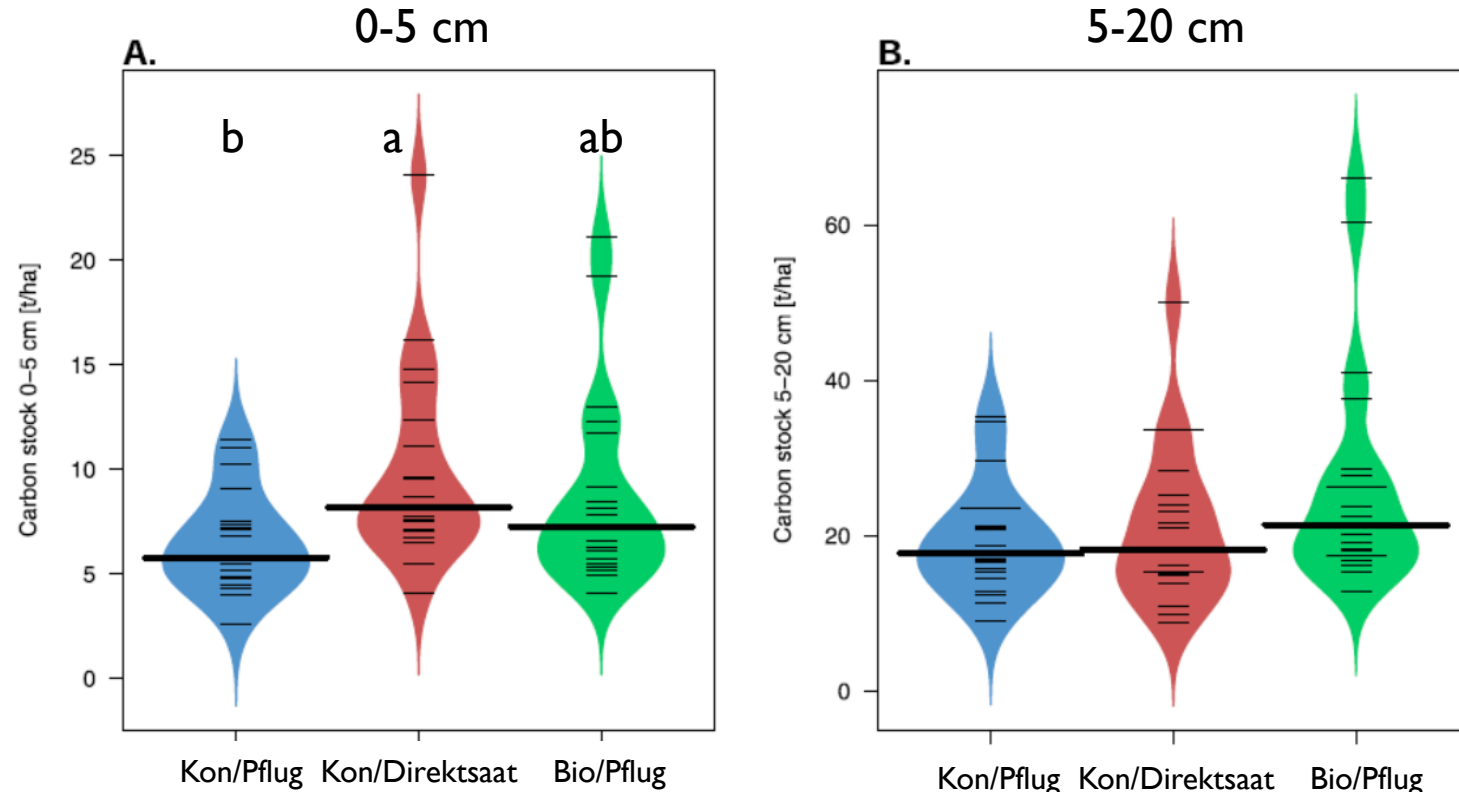 0-5 cm
A.
b
a
ab
Carbon stock 0–5 cm [t/ha]
25
20
15
10
5
0
Kon/Pflug
Kon/Direktsaat
Bio/Pflug
5-20 cm
B.
Carbon stock 5–20 cm [t/ha]
60
40
20
0
Kon/Pflug
Kon/Direktsaat
Bio/Pflug